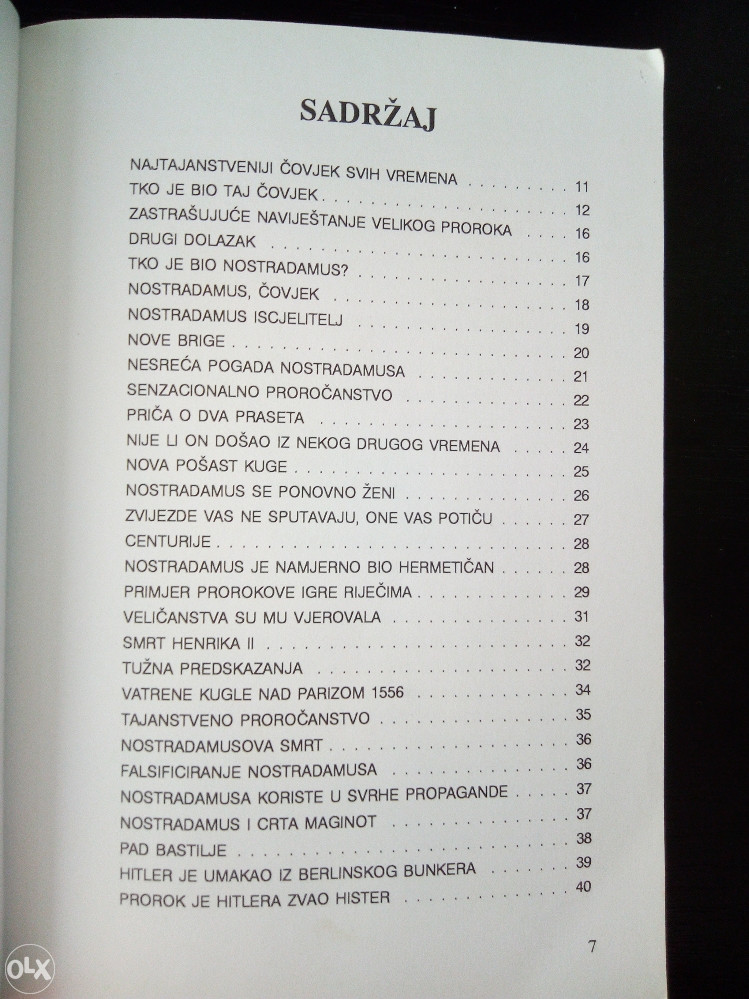 SADRŽAJ
NAJTAJANSTVENIJI ČOVJEK SVIH VREMENA . . . . . . . . . 11
TKO JE BIO TAJ ČOVJEK . . . . . . . . . . . . . . . . . . . . . . 12
ZASTRAŠUJUĆE NAVIJEŠTANJE VELIKOG PROROKA . . . . 16
DRUGI DOLAZAK . . . . . . . . . . . . . . . . . . . . . . . . . . 16
TKO JE BIO NOSTRADAMUS? . . . . . . . . . . . . . . . . . . 17
NOSTRADAMUS, ČOVJEK . . . . . . . . . . . . . . . . . . . . . 18
NOSTRADAMUS ISCJELITELJ . . . . . . . . . . . . . . . . . . . 19
NOVE BRIGE . . . . . . . . . . . . . . . . . . . . . . . . . . . . . 20
NESREĆA POGADA NOSTRADAMUSA . . . . . . . . . . . . . 21
SENZACIONALNO PROROČANSTVO . . . . . . . . . . . . . . 22
PRIČA O DVA PRASETA . . . . . . . . . . . . . . . . . . . . . . 23
NIJE LI ON DOŠAO IZ NEKOG DRUGOG VREMENA . . . . . 24
NOVA POŠAST KUGE . . . . . . . . . . . . . . . . . . . . . . . . 25
NOSTRADAMUS SE PONOVNO ŽENI . . . . . . . . . . . . . . 26
ZVIJEZDE VAS NE SPUTAVAJU, ONE VAS POTIČU . . . . . . 27
CENTURIJE . . . . . . . . . . . . . . . . . . . . . . . . . . . . . . 28
NOSTRADAMUS JE NAMJERNO BIO HERMETIČAN . . . . . . 28
PRIMJER PROROKOVE IGRE RIJEČIMA . . . . . . . . . . . . . 29
VELIČANSTVA SU MU VJEROVALA . . . . . . . . . . . . . . . 31
SMRT HENRIKA II . . . . . . . . . . . . . . . . . . . . . . . . . . 32
TUŽNA PREDSKAZANJA . . . . . . . . . . . . . . . . . . . . . . 32
VATRENE KUGLE NAD PARIZOM 1556 . . . . . . . . . . . . . 34
TAJANSTVENO PROROČANSTVO . . . . . . . . . . . . . . . . 35
NOSTRADAMUSOVA SMRT . . . . . . . . . . . . . . . . . . . . . 36
FALSIFICIRANJE NOSTRADAMUSA . . . . . . . . . . . . . . . 36
NOSTRADAMUSA KORISTE U SVRHE PROPAGANDE . . . . . 37
NOSTRADAMUS I CRTA MAGINOT . . . . . . . . . . . . . . . 37
PAD BASTILJE . . . . . . . . . . . . . . . . . . . . . . . . . . . . 38
HITLER JE UMAKAO IZ BERLINSKOG BUNKERA . . . . . . . 39
PROROK JE HITLERA ZVAO HISTER . . . . . . . . . . . . . . 40
7
OLX